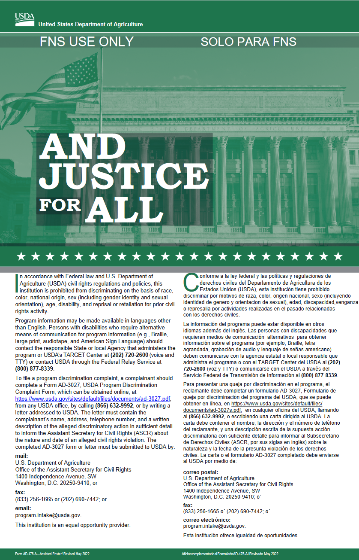 USDA
United States Department of Agriculture
FNS USE ONLY
SOLO PARA FNS
AND
JUSTICE
FOR ALL
In accordance with Federal law and U.S. Department of
Agriculture (USDA) civil rights regulations and policies, this
institution is prohibited from discriminating on the basis of race,
color, national origin, sex (including gender identity and sexual
orientation), age, disability, and reprisal or retaliation for prior civil
rights activity.
Program information may be made available in languages other
than English. Persons with disabilities who require alternative
means of communication for program information (e.g., Braille,
large print, audiotape, and American Sign Language) should
contact the responsible State or local Agency that administers the
program or USDA's TARGET Center at (202) 720-2600 (voice and
TTY) or contact USDA through the Federal Relay Service at
(800) 877-8339.
To file a program discrimination complaint, a complainant should
complete a Form AD-3027, USDA Program Discrimination
Complaint Form, which can be obtained online, at
from any USDA office, by calling (866) 632-9992, or by writing a
letter addressed to USDA. The letter must contain the
complainant's name, address, telephone number, and a written
description of the alleged discriminatory action in sufficient detail
to inform the Assistant Secretary for Civil Rights (ASCR) about
the nature and date of an alleged civil rights violation. The
completed AD-3027 form or letter must be submitted to USDA by:
mail:
U.S. Department of Agriculture
Office of the Assistant Secretary for Civil Rights
1400 Independence Avenue, SW
Washington, D.C. 20250-9410; or
fax:
(833) 256-1665 or (202) 690-7442; or
email:
program.intake@usda.gov
This institution is an equal opportunity provider.
Conforme a la ley federal y las políticas y regulaciones de
derechos civiles del Departamento de Agricultura de los
Estados Unidos (USDA), esta institución tiene prohibido
discriminar por motivos de raza, color, origen nacional, sexo (incluyendo
identidad de género y orientación sexual), edad, discapacidad, venganza
o represalia por actividades realizadas en el pasado relacionadas
con los derechos civiles.
La información del programa puede estar disponible en otros
idiomas además del inglés. Las personas con discapacidades que
requieran medios de comunicación alternativos para obtener
información sobre el programa (por ejemplo, Braille, letra
agrandada, grabación de audio y lenguaje de señas americano)
deben comunicarse con la agencia estatal o local responsable que
administra el programa o con el TARGET Center del USDA al (202)
720-2600 (voz y TTY) o comunicarse con el USDA a través del
Servicio Federal de Transmisión de Información al (800) 877-8339.
Para presentar una queja por discriminación en el programa, el
reclamante debe completar un formulario AD-3027, Formulario de
queja por discriminación del programa del USDA, que se puede
obtener en línea, en
en cualquier oficina del USDA, llamando
al (866) 632-9992, o escribiendo una carta dirigida al USDA. La
carta debe contener el nombre, la dirección y el número de teléfono
del reclamante, y una descripción escrita de la supuesta acción
discriminatoria con suficiente detalle para informar al Subsecretario
de Derechos Civiles (ASCR, por sus siglas en inglés) sobre la
naturaleza y la fecha de la presunta violación de los derechos
civiles. La carta o el formulario AD-3027 completado debe enviarse
al USDA por medio de:
correo postal:
U.S. Department of Agriculture
Office of the Assistant Secretary for Civil Rights
1400 Independence Avenue, SW
Washington, D.C. 20250-9410; o'
fax:
(833) 256-1665 o' (202) 690-7442; o'
correo electrónico:
program.intake@usda.gov.
Esta institución ofrece igualdad de oportunidades.